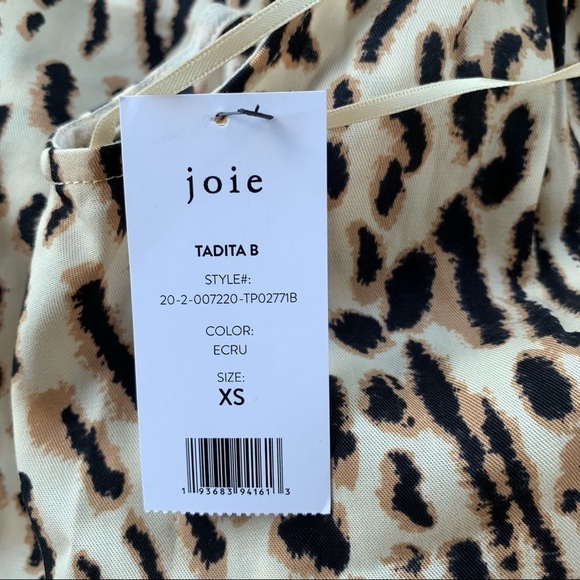 joie
TADITA B
STYLE#:
20-2-007220-TP02771B
COLOR:
ECRU
SIZE:
XS
1 93683 94161 3